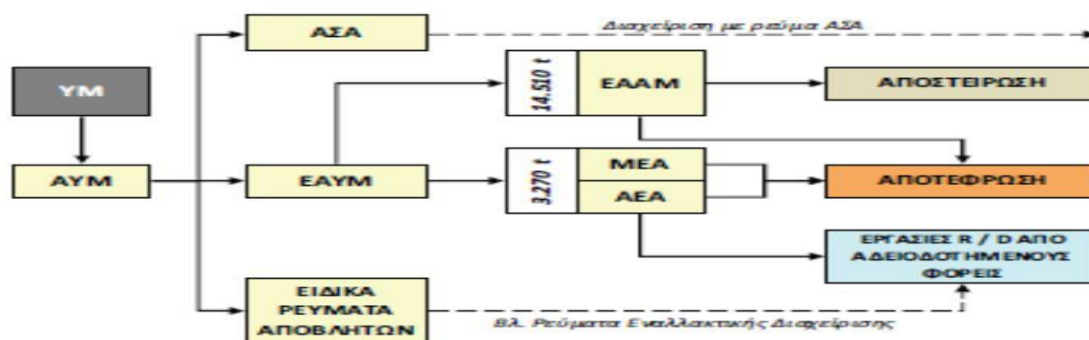 ΑΣΑ
Διαχείριση με ρεύμα ΑΣΑ
ΥΜ
14.510 t
ΕΑΑΜ
ΑΠΟΣΤΕΙΡΩΣΗ
ΑΥΜ
ΕΑΥΜ
3.270 t
ΜΕΑ
ΑΕΑ
ΑΠΟΤΕΦΡΩΣΗ
ΕΡΓΑΣΙΕΣ R / D ΑΠΟ
ΑΔΕΙΟΔΟΤΗΜΕΝΟΥΣ
ΦΟΡΕΙΣ
ΕΙΔΙΚΑ
ΡΕΥΜΑΤΑ
ΑΠΟΒΛΗΤΩΝ
Βλ. Ρεύματα Εναλλακτικής Διαχείρισης